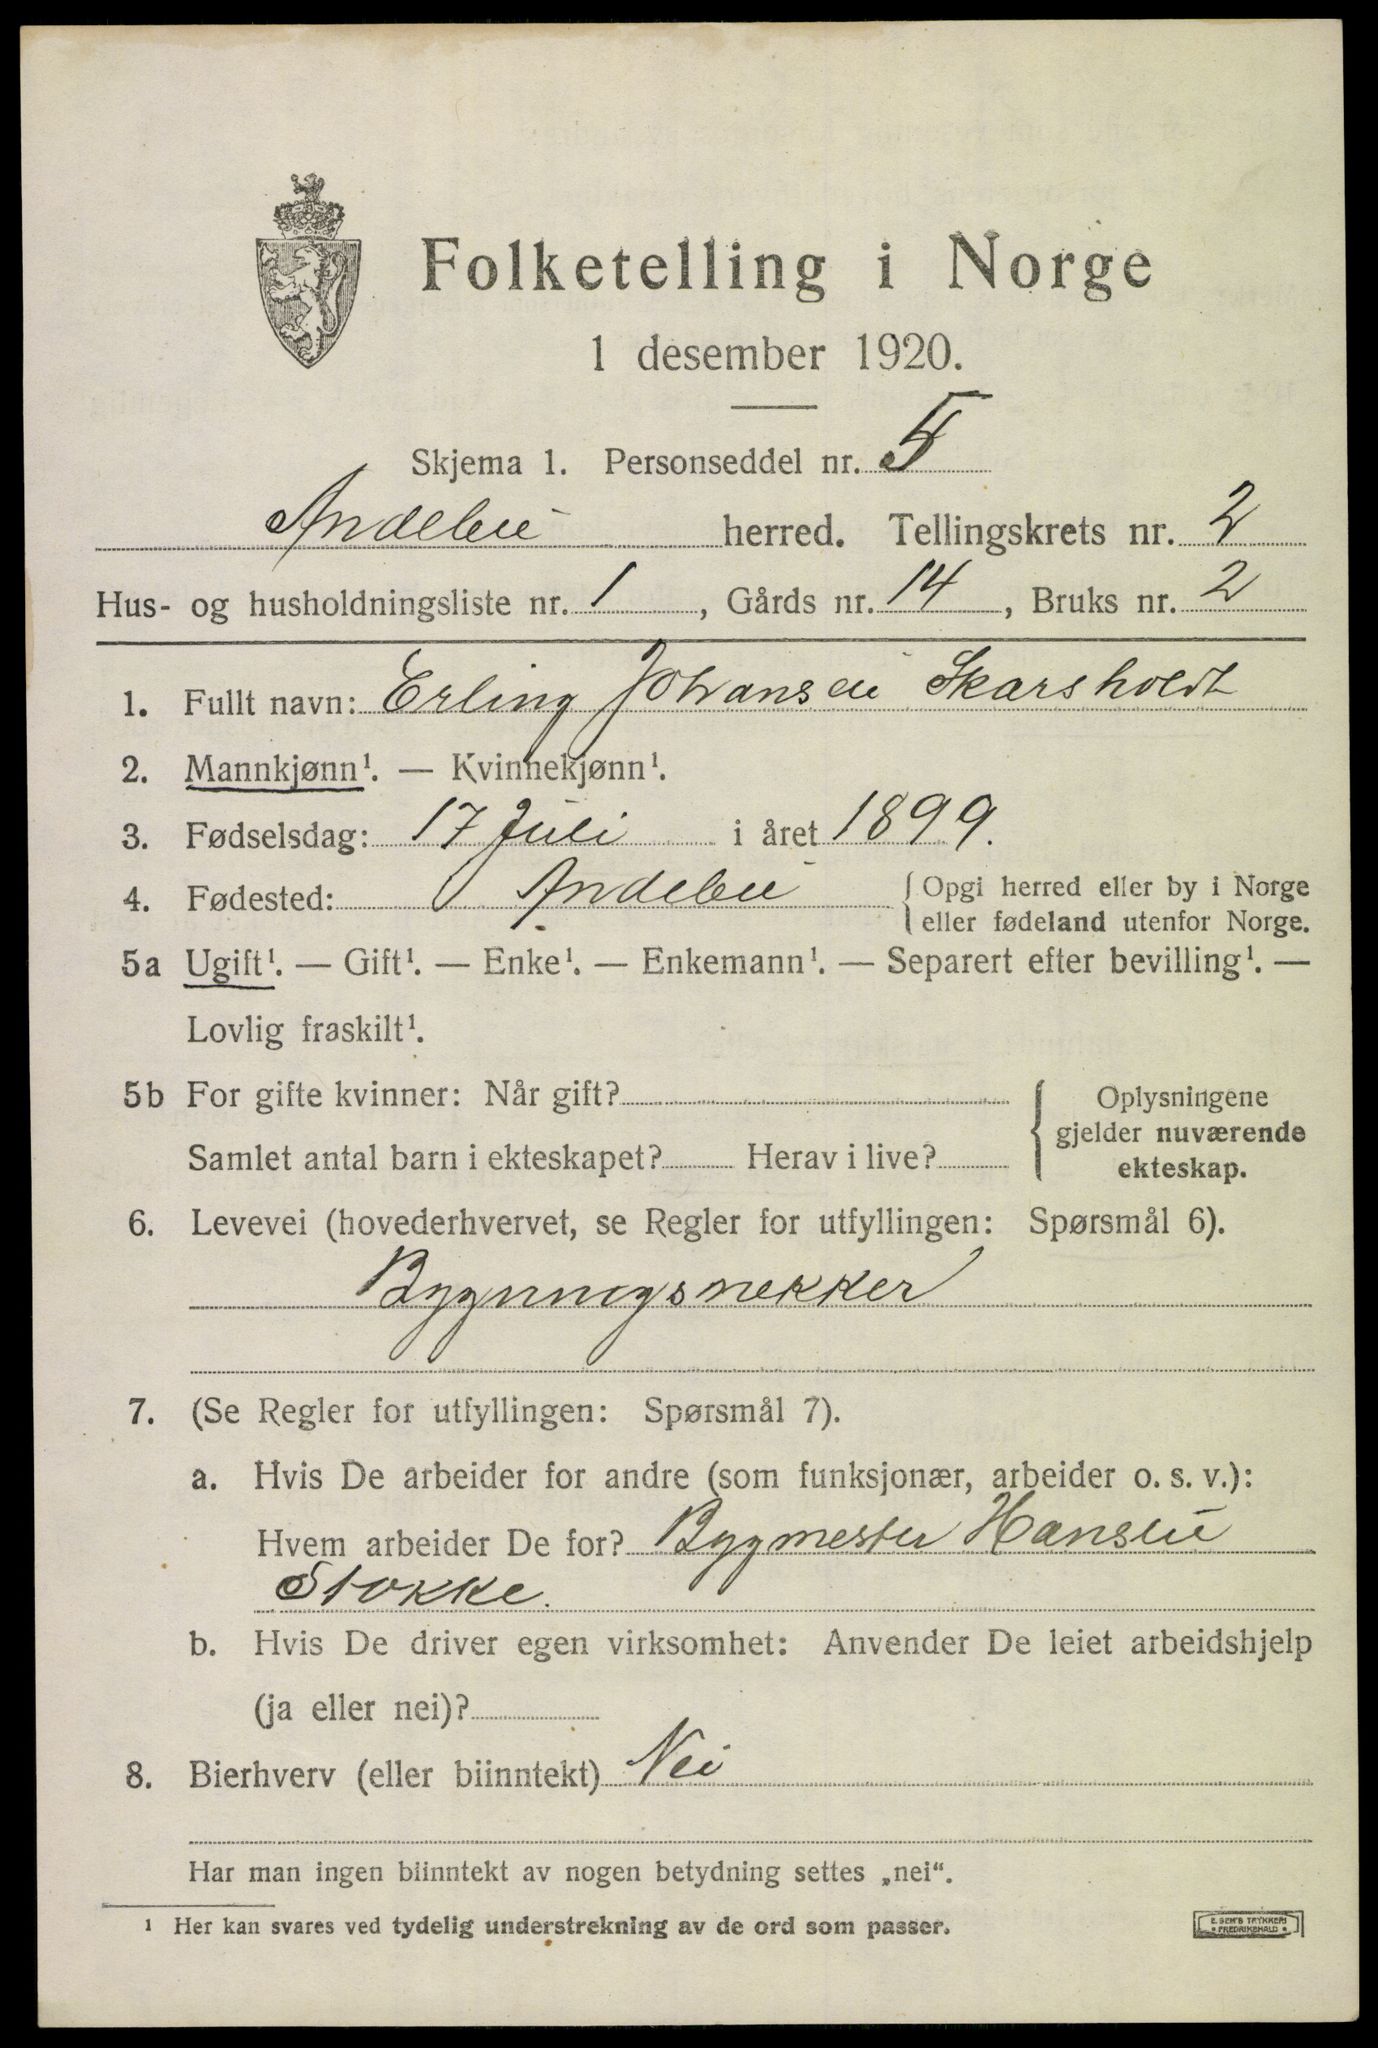 Folketelling i Norge
1 desember 1920.
Skjema 1. Personseddel nr. 5
Andebu herred. Tellingskrets nr. 2
Hus- og husholdningsliste nr. 1, Gårds nr. 14, Bruks nr. 2
1. Fullt navn: Erling Johansen Skarsholdt
2. Mannkjønn¹. — Kvinnekjønn¹.
3. Fødselsdag: 17 Juli i året 1899.
4. Fødested: Andebu { Opgi herred eller by i Norge
eller fødeland utenfor Norge.
5a Ugift¹. — Gift¹. — Enke¹. — Enkemann¹. — Separert efter bevilling¹. —
Lovlig fraskilt¹.
5b For gifte kvinner: Når gift?
Samlet antal barn i ekteskapet? Herav i live?
{ Oplysningene
gjelder nuværende
ekteskap.
6. Levevei (hovederhvervet, se Regler for utfyllingen: Spørsmål 6).
Bygningsnekker
7. (Se Regler for utfyllingen: Spørsmål 7).
a. Hvis De arbeider for andre (som funksjonær, arbeider o. s. v.):
Hvem arbeider De for? Bygmester Hansen
Stokke.
b. Hvis De driver egen virksomhet: Anvender De leiet arbeidshjelp
(ja eller nei)?
8. Bierhverv (eller biinntekt) Nei
Har man ingen biinntekt av nogen betydning settes „nei“.
¹ Her kan svares ved tydelig understrekning av de ord som passer.
E. SEM'S TRYKKERI
• FREDRIKSHALD •